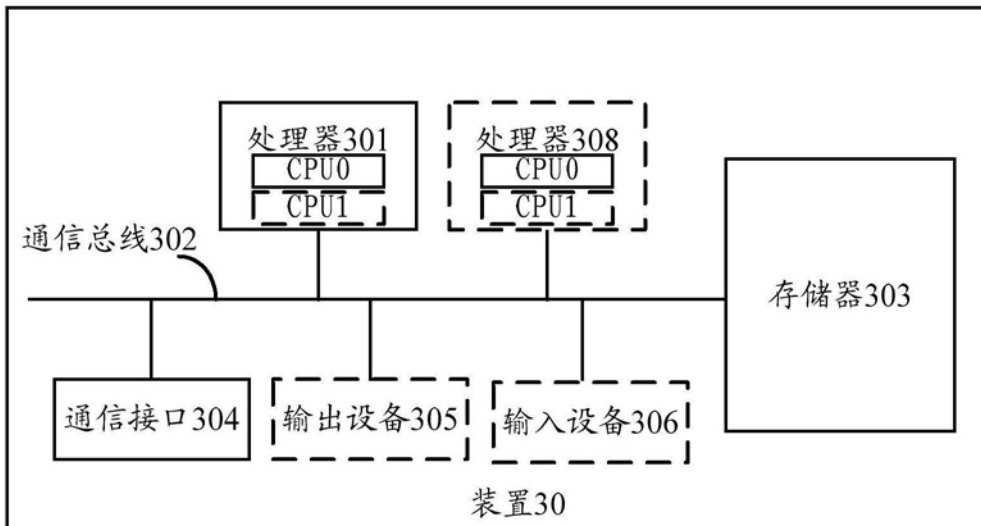 处理器301
CPU0
CPU1
处理器308
CPU0
CPU1
通信总线302
存储器303
通信接口304
输出设备305
输入设备306
装置30